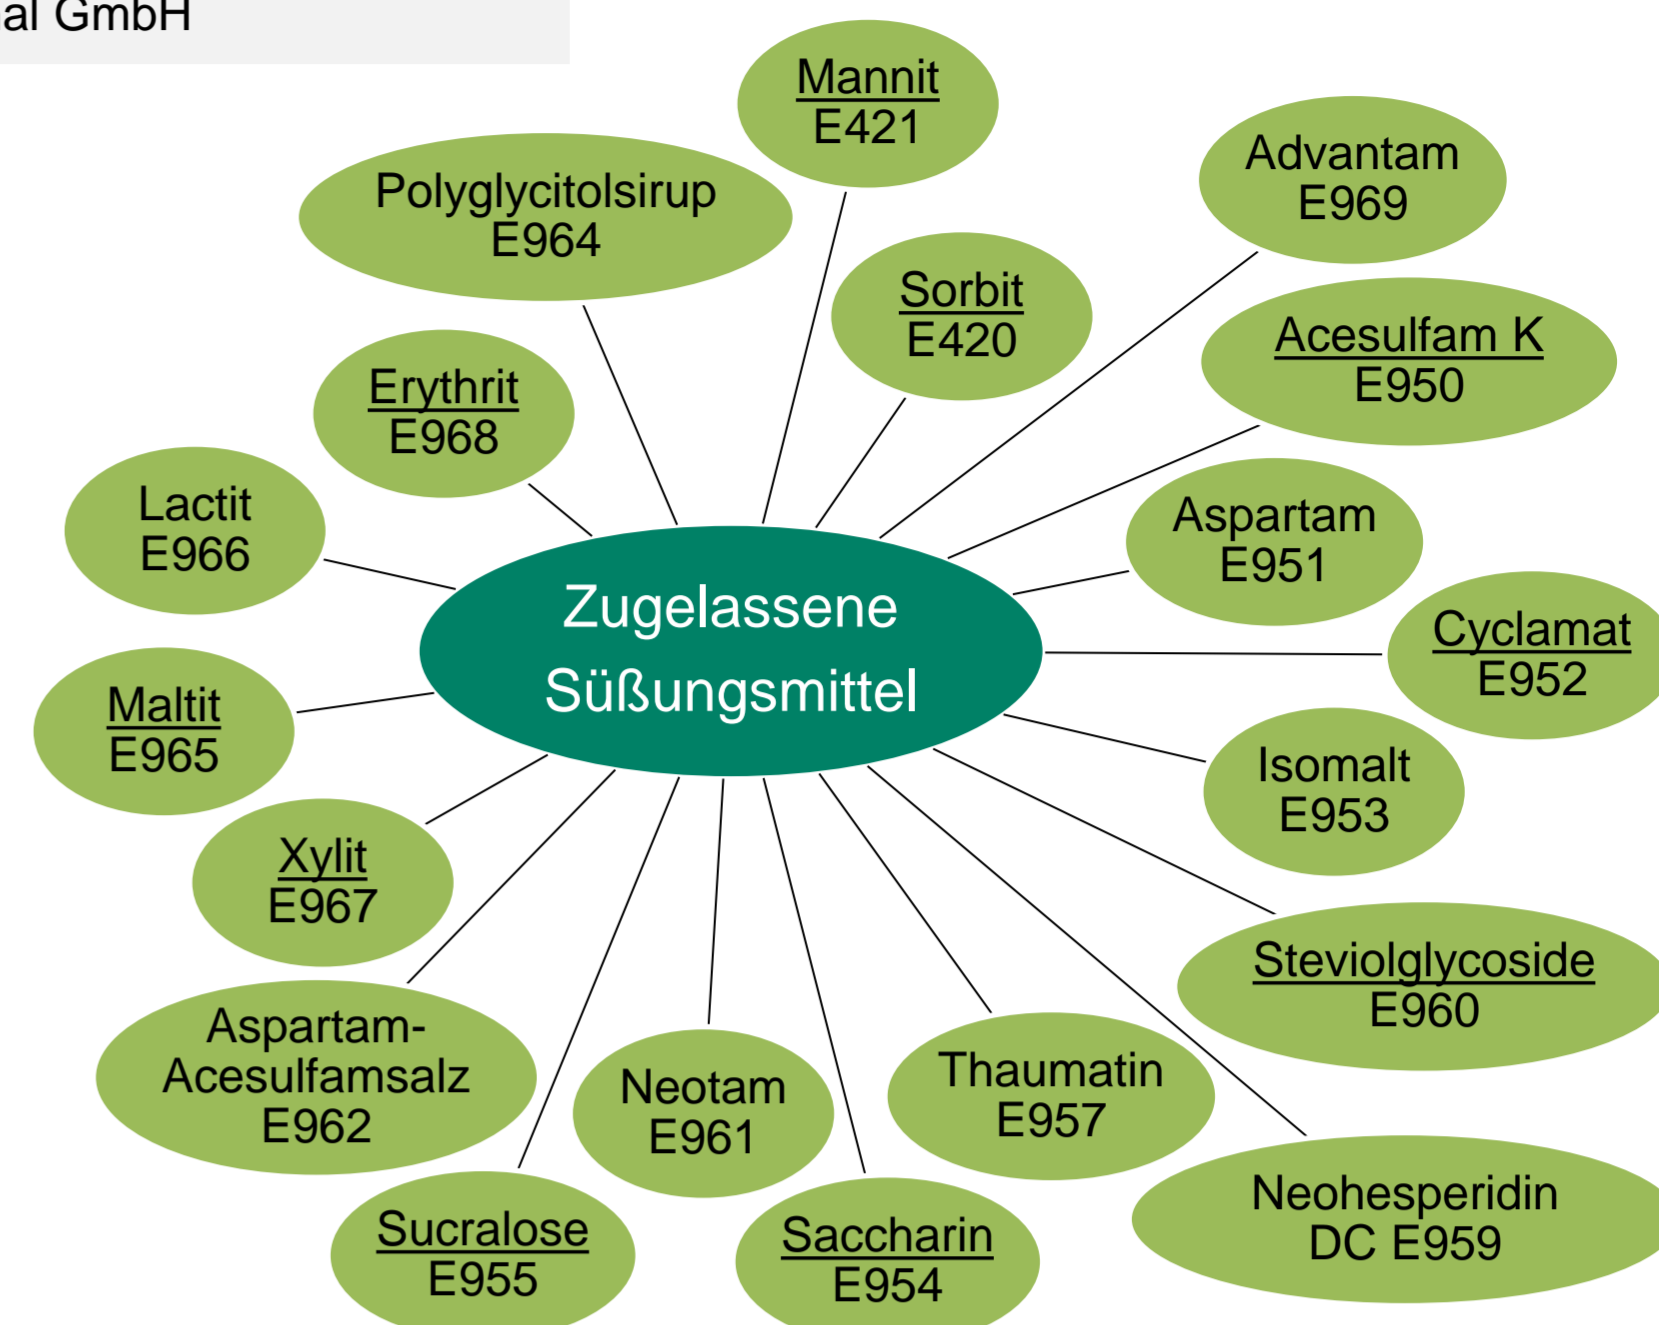 GmbH
Mannit
E421
Advantam
E969
Polyglycitolsirup
E964
Sorbit
E420
Acesulfam K
E950
Erythrit
E968
Lactit
E966
Aspartam
E951
Zugelassene
Süßungsmittel
Cyclamat
E952
Maltit
E965
Isomalt
E953
Xylit
E967
Steviolglycoside
E960
Aspartam-
Acesulfamsalz
E962
Neotam
E961
Thaumatin
E957
Neohesperidin
DC E959
Sucralose
E955
Saccharin
E954